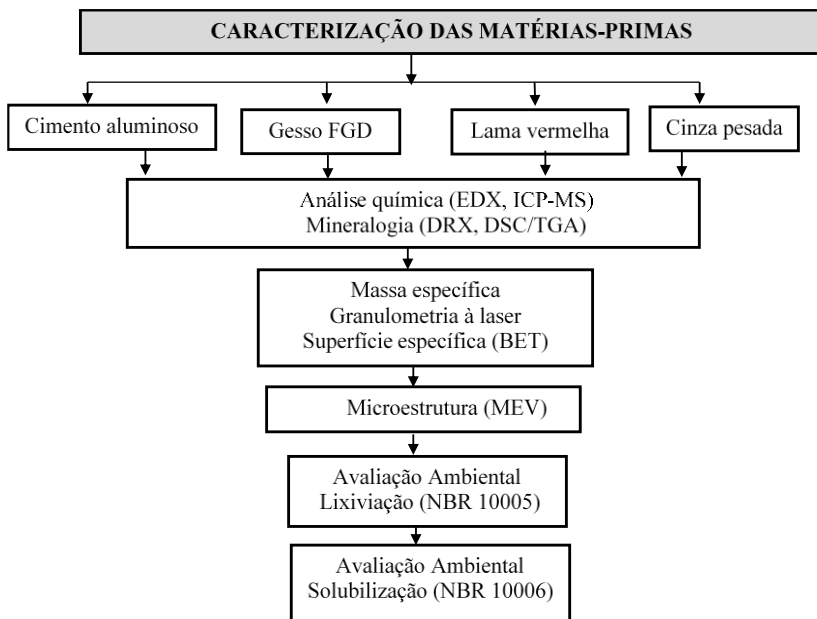 CARACTERIZAÇÃO DAS MATÉRIAS-PRIMAS
Cimento aluminoso
Gesso FGD
Lama vermelha
Cinza pesada
Análise química (EDX, ICP-MS)
Mineralogia (DRX, DSC/TGA)
Massa específica
Granulometria à laser
Superfície específica (BET)
Microestrutura (MEV)
Avaliação Ambiental
Lixiviação (NBR 10005)
Avaliação Ambiental
Solubilização (NBR 10006)